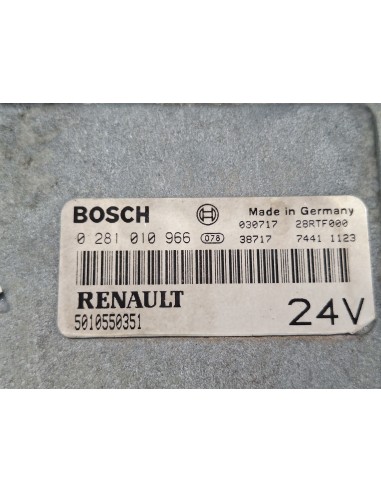 BOSCH Made in Germany
030717 28RTF000
0 281 010 966 078 38717 7441 1123
RENAULT
5010550351 24V